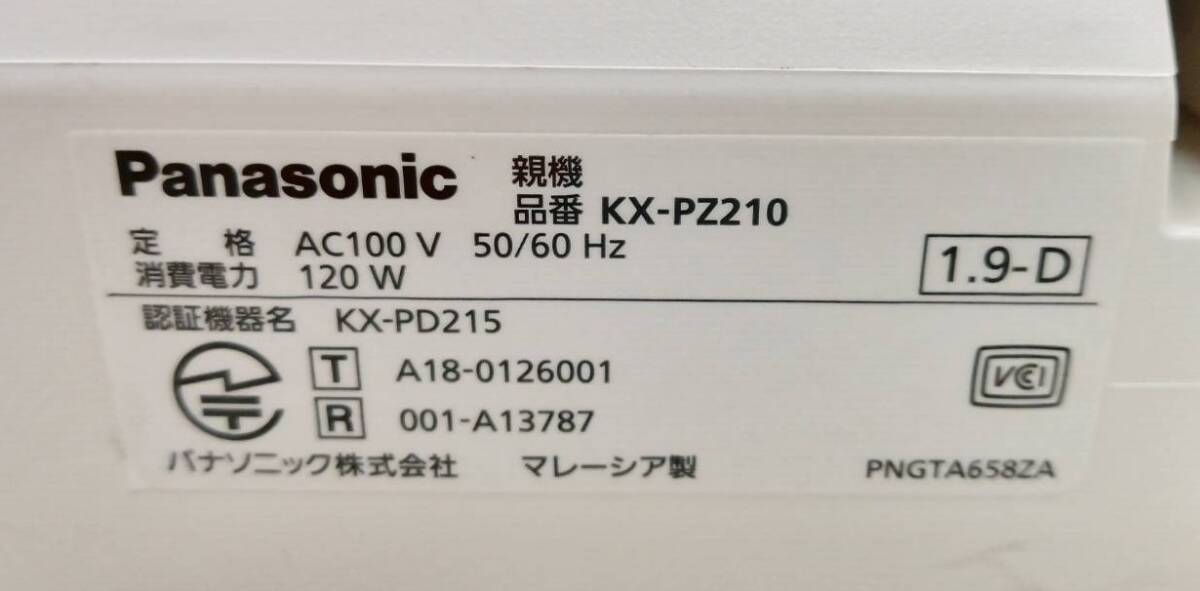 Panasonic 親機
品番 KX-PZ210
定 格 AC100 V 50/60 Hz
消費電力 120 W
1.9-D
認証機器名 KX-PD215
T A18-0126001
R 001-A13787
VCI
パナソニック株式会社 マレーシア製 PNGTA658ZA